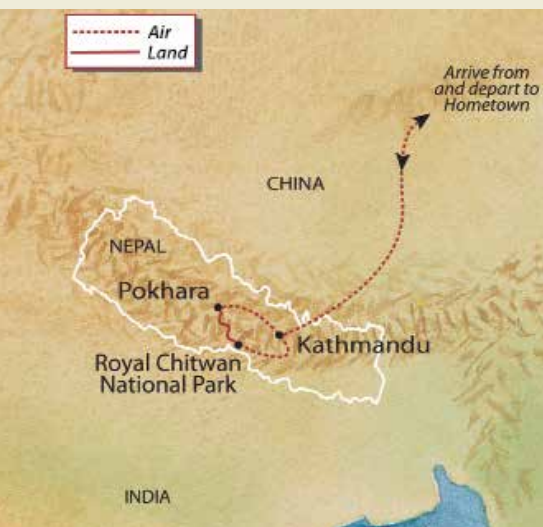 Air
Land
Arrive from
and depart to
Hometown
CHINA
NEPAL
Pokhara
Kathmandu
Royal Chitwan
National Park
INDIA